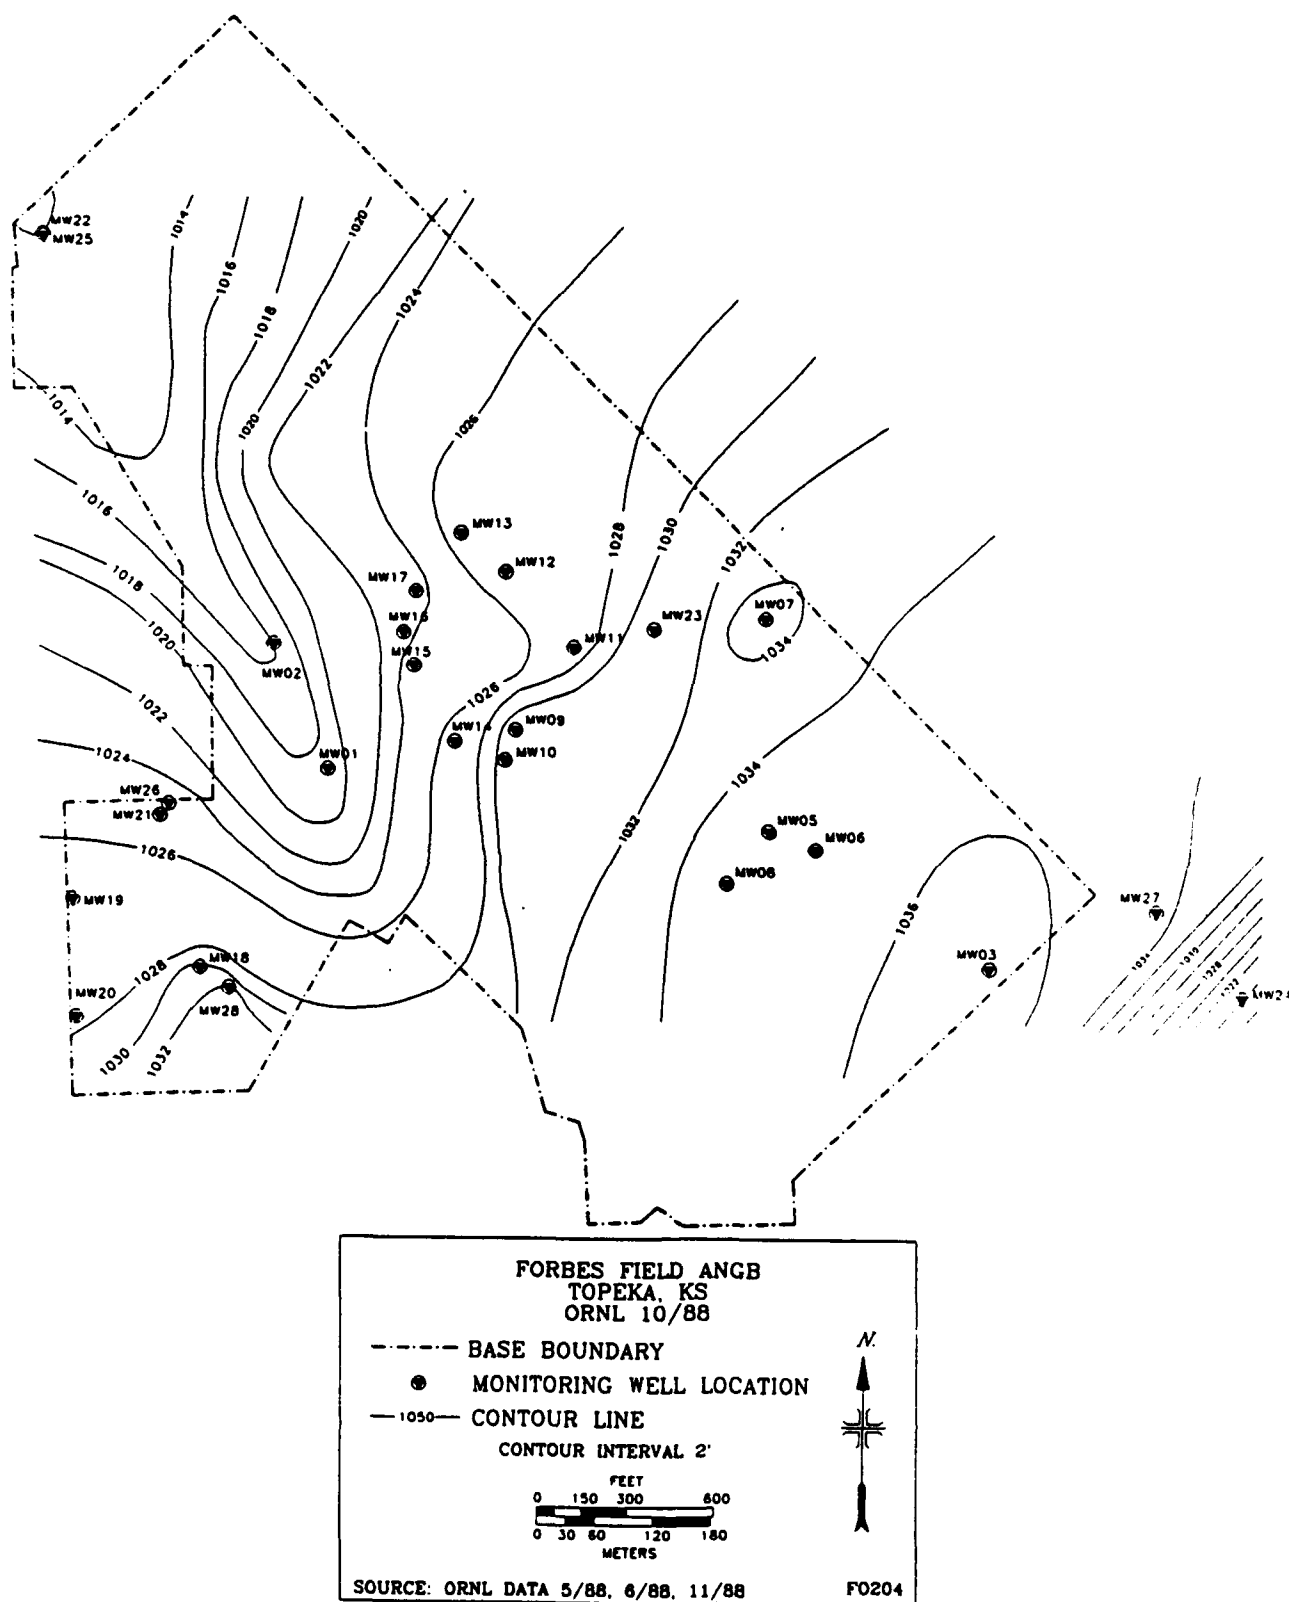 MW22
MW25
1014
1016
1018
1020
1022
1024
1026
1014
1020
1016
1018
1020
1022
1024
1026
1028
1030
1032
1028
1030
1032
1034
1034
1032
1036
MW13
MW12
MW17
MW16
MW15
MW11
MW23
MW07
MW02
1026
MW09
MW10
MW01
MW26
MW21
MW05
MW06
MW08
MW19
MW27
MW03
MW18
MW28
MW20
1034
1028
1022
FORBES FIELD ANGB
TOPEKA, KS
ORNL 10/88
BASE BOUNDARY
MONITORING WELL LOCATION
1050 CONTOUR LINE
CONTOUR INTERVAL 2'
N
FEET
0 150 300 600
0 30 60 120 180
METERS
SOURCE: ORNL DATA 5/88, 6/88, 11/88 F0204